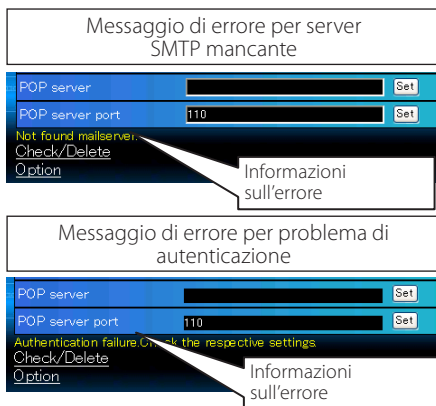 Messaggio di errore per server
SMTP mancante
POP server Set
POP server port 110 Set
Not found mailserver.
Check/Delete
Option
Informazioni
sull'errore
Messaggio di errore per problema di
autenticazione
POP server Set
POP server port 110 Set
Authentication failure.Check the respective settings.
Check/Delete
Option
Informazioni
sull'errore